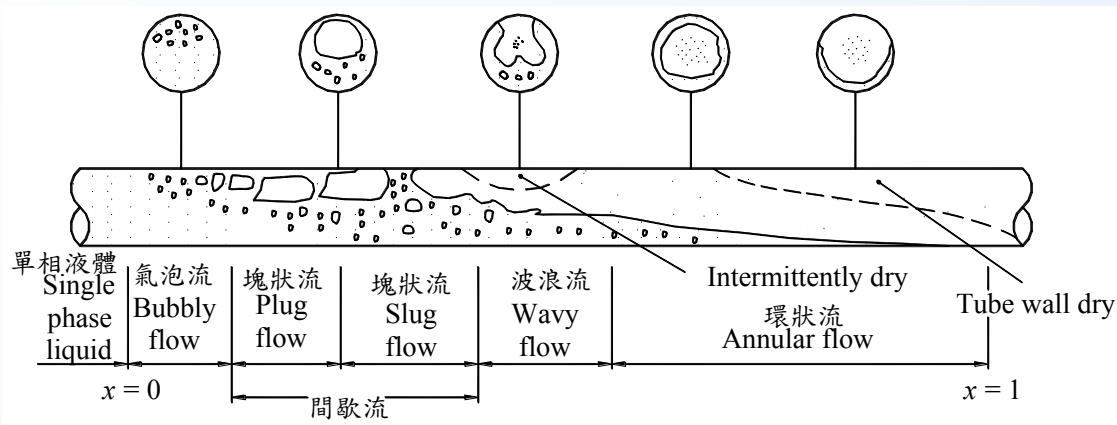 單相液體
Single
phase
liquid
氣泡流
Bubbly
flow
塊狀流
Plug
flow
塊狀流
Slug
flow
波浪流
Wavy
flow
Intermittently dry
環狀流
Annular flow
Tube wall dry
x = 0
x = 1
間歇流